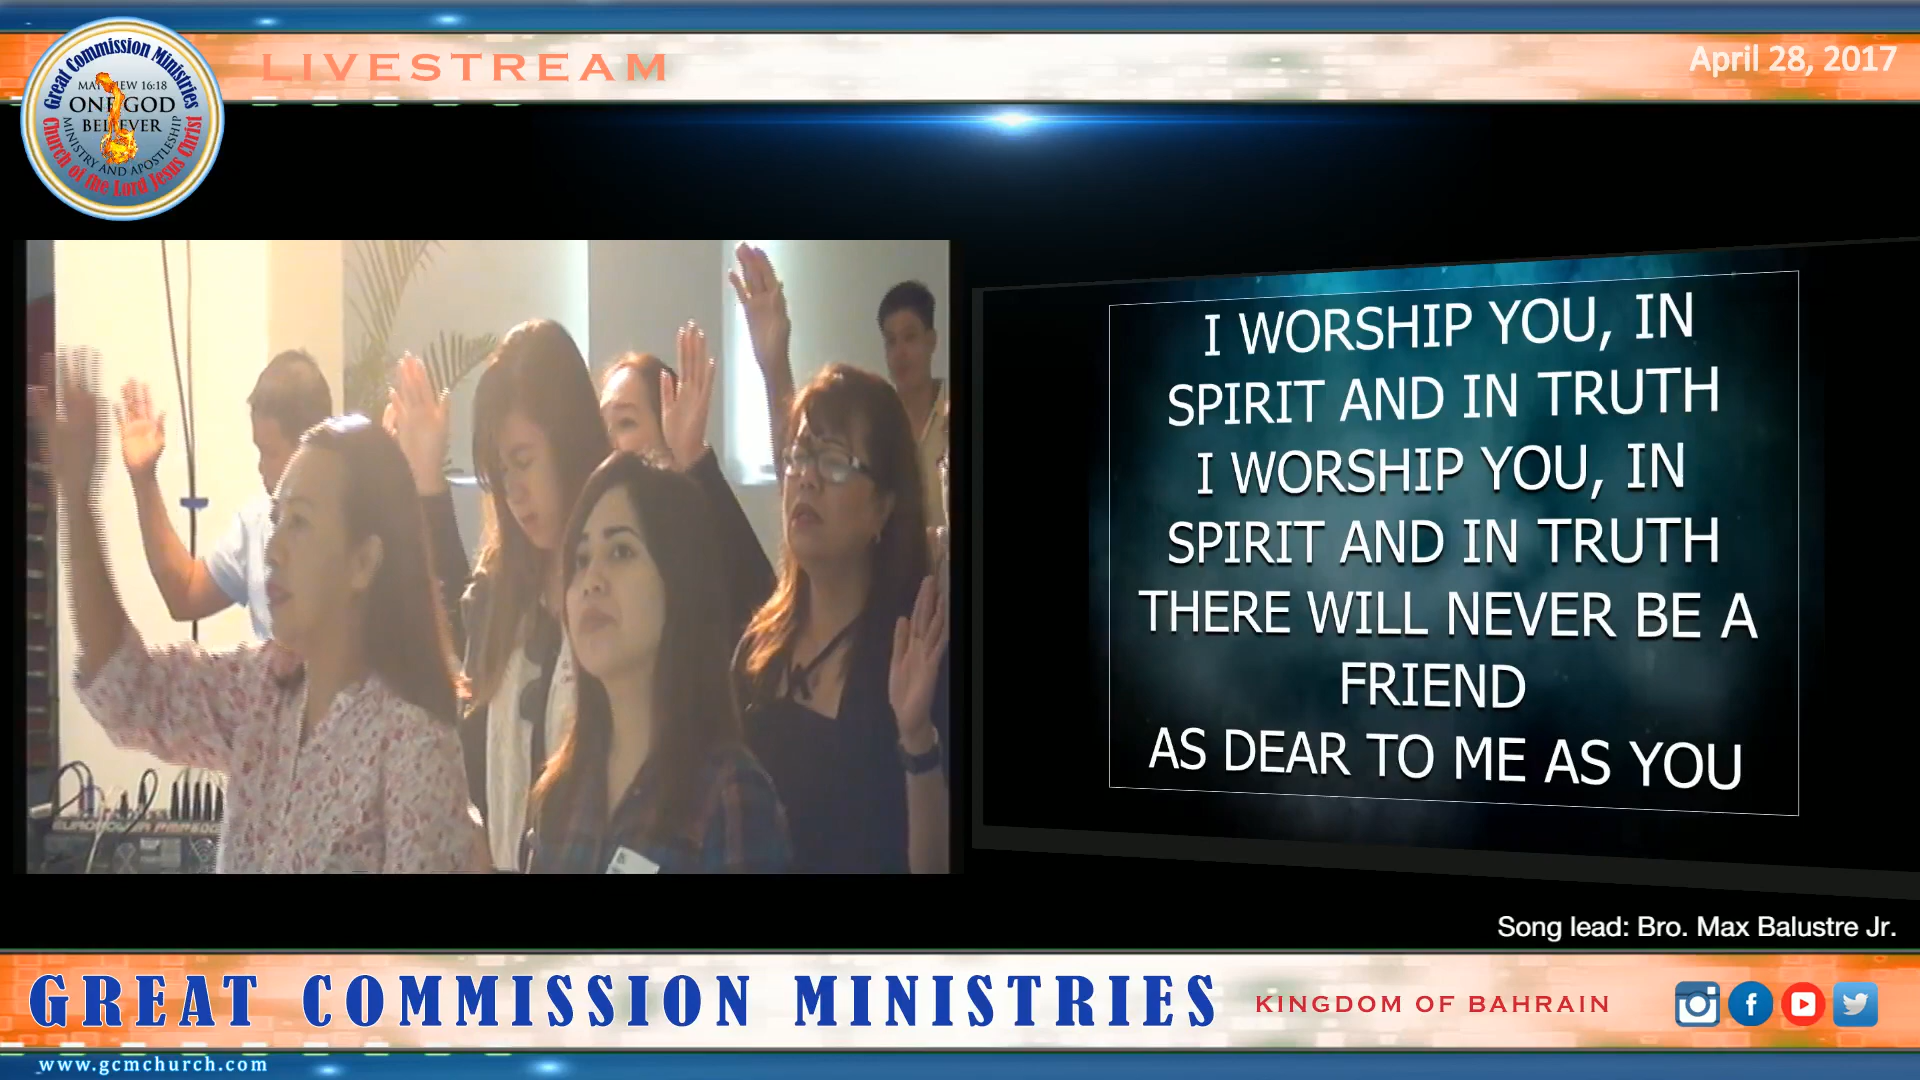 LIVESTREAM
April 28, 2017
Great Commission Ministries
MATTHEW 16:18
ONE GOD
BELIEVER
MINISTRY AND APOSTLESHIP
Church of the Lord Jesus Christ
I WORSHIP YOU, IN
SPIRIT AND IN TRUTH
I WORSHIP YOU, IN
SPIRIT AND IN TRUTH
THERE WILL NEVER BE A
FRIEND
AS DEAR TO ME AS YOU
Song lead: Bro. Max Balustre Jr.
GREAT COMMISSION MINISTRIES
KINGDOM OF BAHRAIN
www.gcmchurch.com